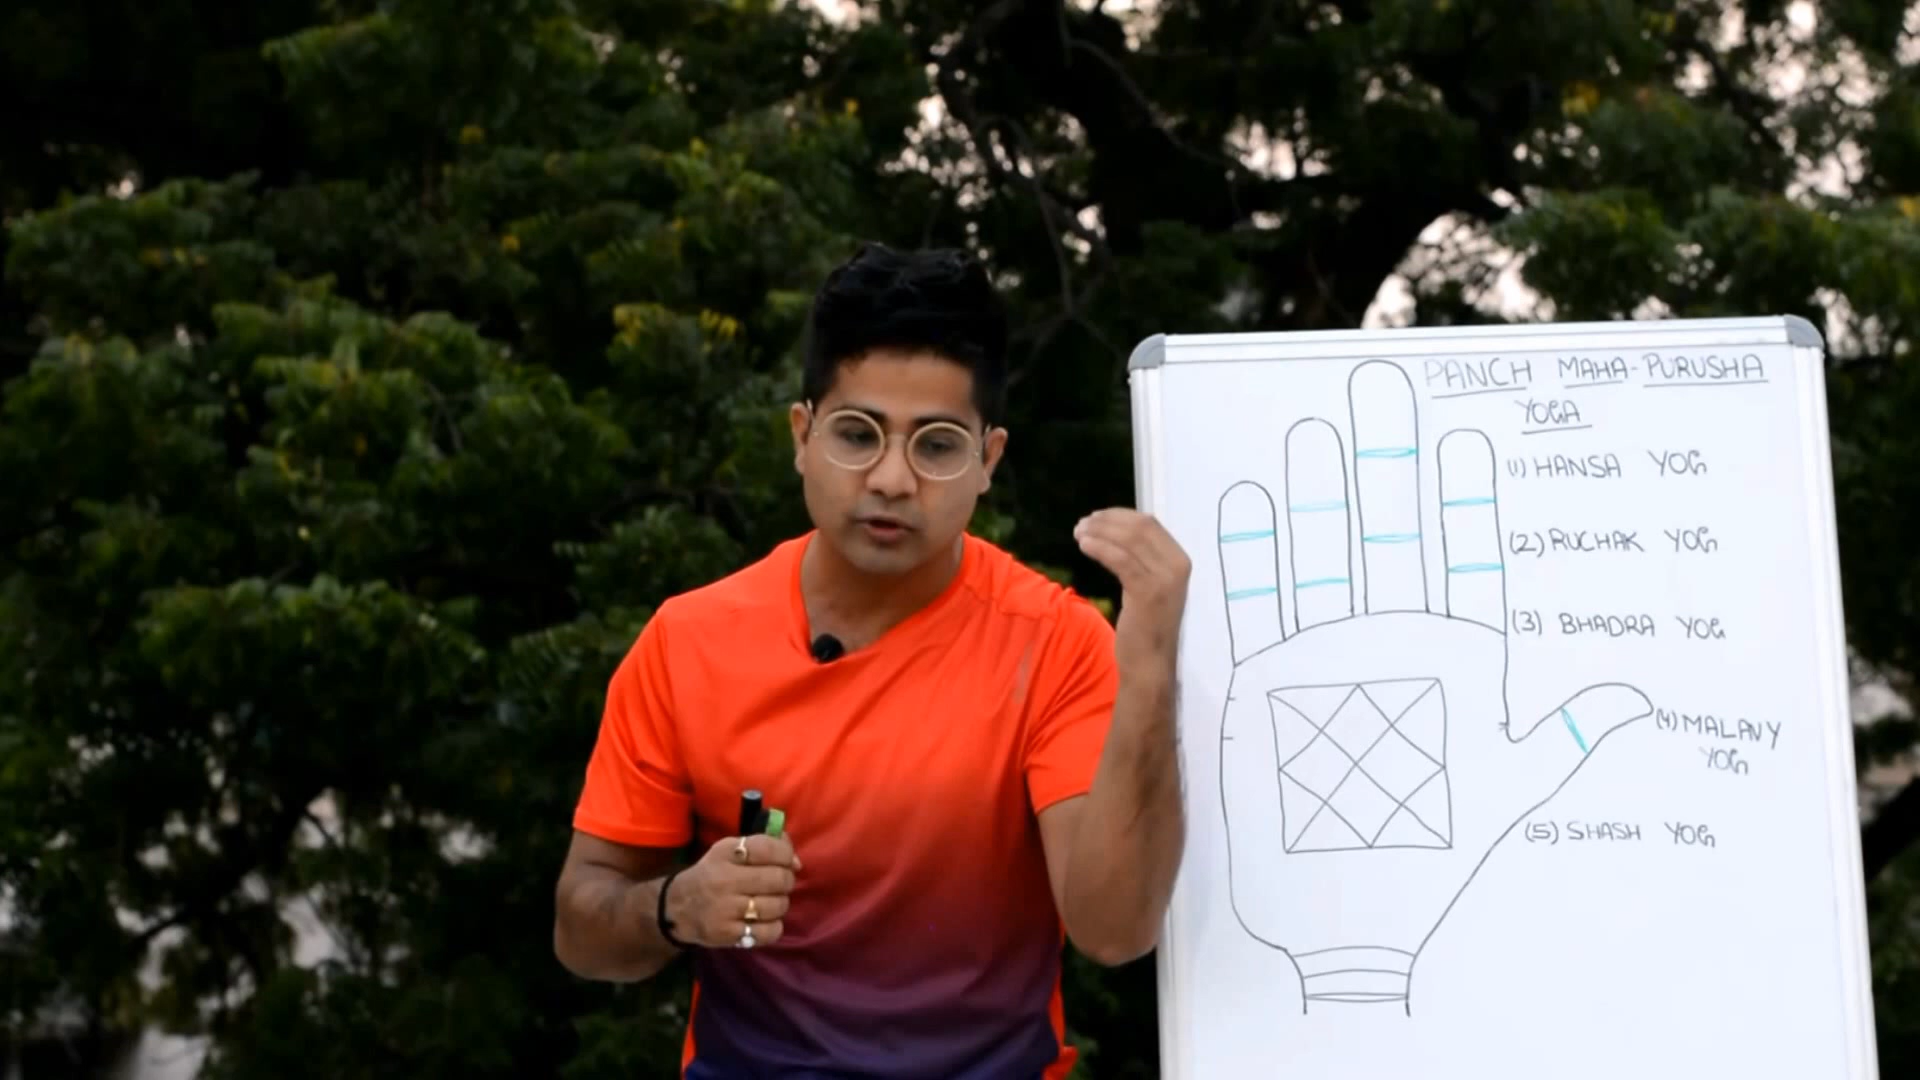 PANCH MAHA-PURUSHA
YOGA
(1) HANSA YOG
(2) RUCHAK YOG
(3) BHADRA YOG
(4) MALAVY
YOG
(5) SHASH YOG